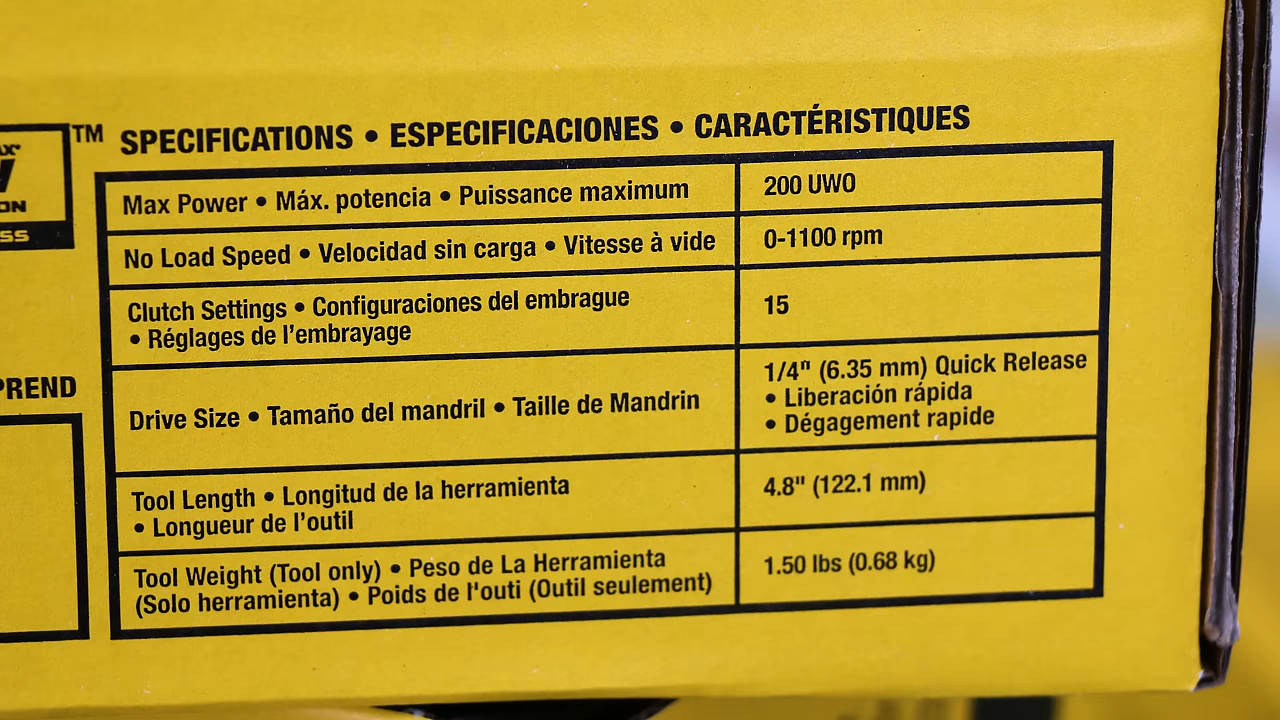 TM
SPECIFICATIONS • ESPECIFICACIONES • CARACTÉRISTIQUES
Max Power • Máx. potencia • Puissance maximum 200 UWO
No Load Speed • Velocidad sin carga • Vitesse à vide 0-1100 rpm
Clutch Settings • Configuraciones del embrague
• Réglages de l'embrayage
15
Drive Size • Tamaño del mandril • Taille de Mandrin
1/4" (6.35 mm) Quick Release
• Liberación rápida
• Dégagement rapide
Tool Length • Longitud de la herramienta
• Longueur de l'outil
4.8" (122.1 mm)
Tool Weight (Tool only) • Peso de La Herramienta
(Solo herramienta) • Poids de l'outi (Outil seulement)
1.50 lbs (0.68 kg)